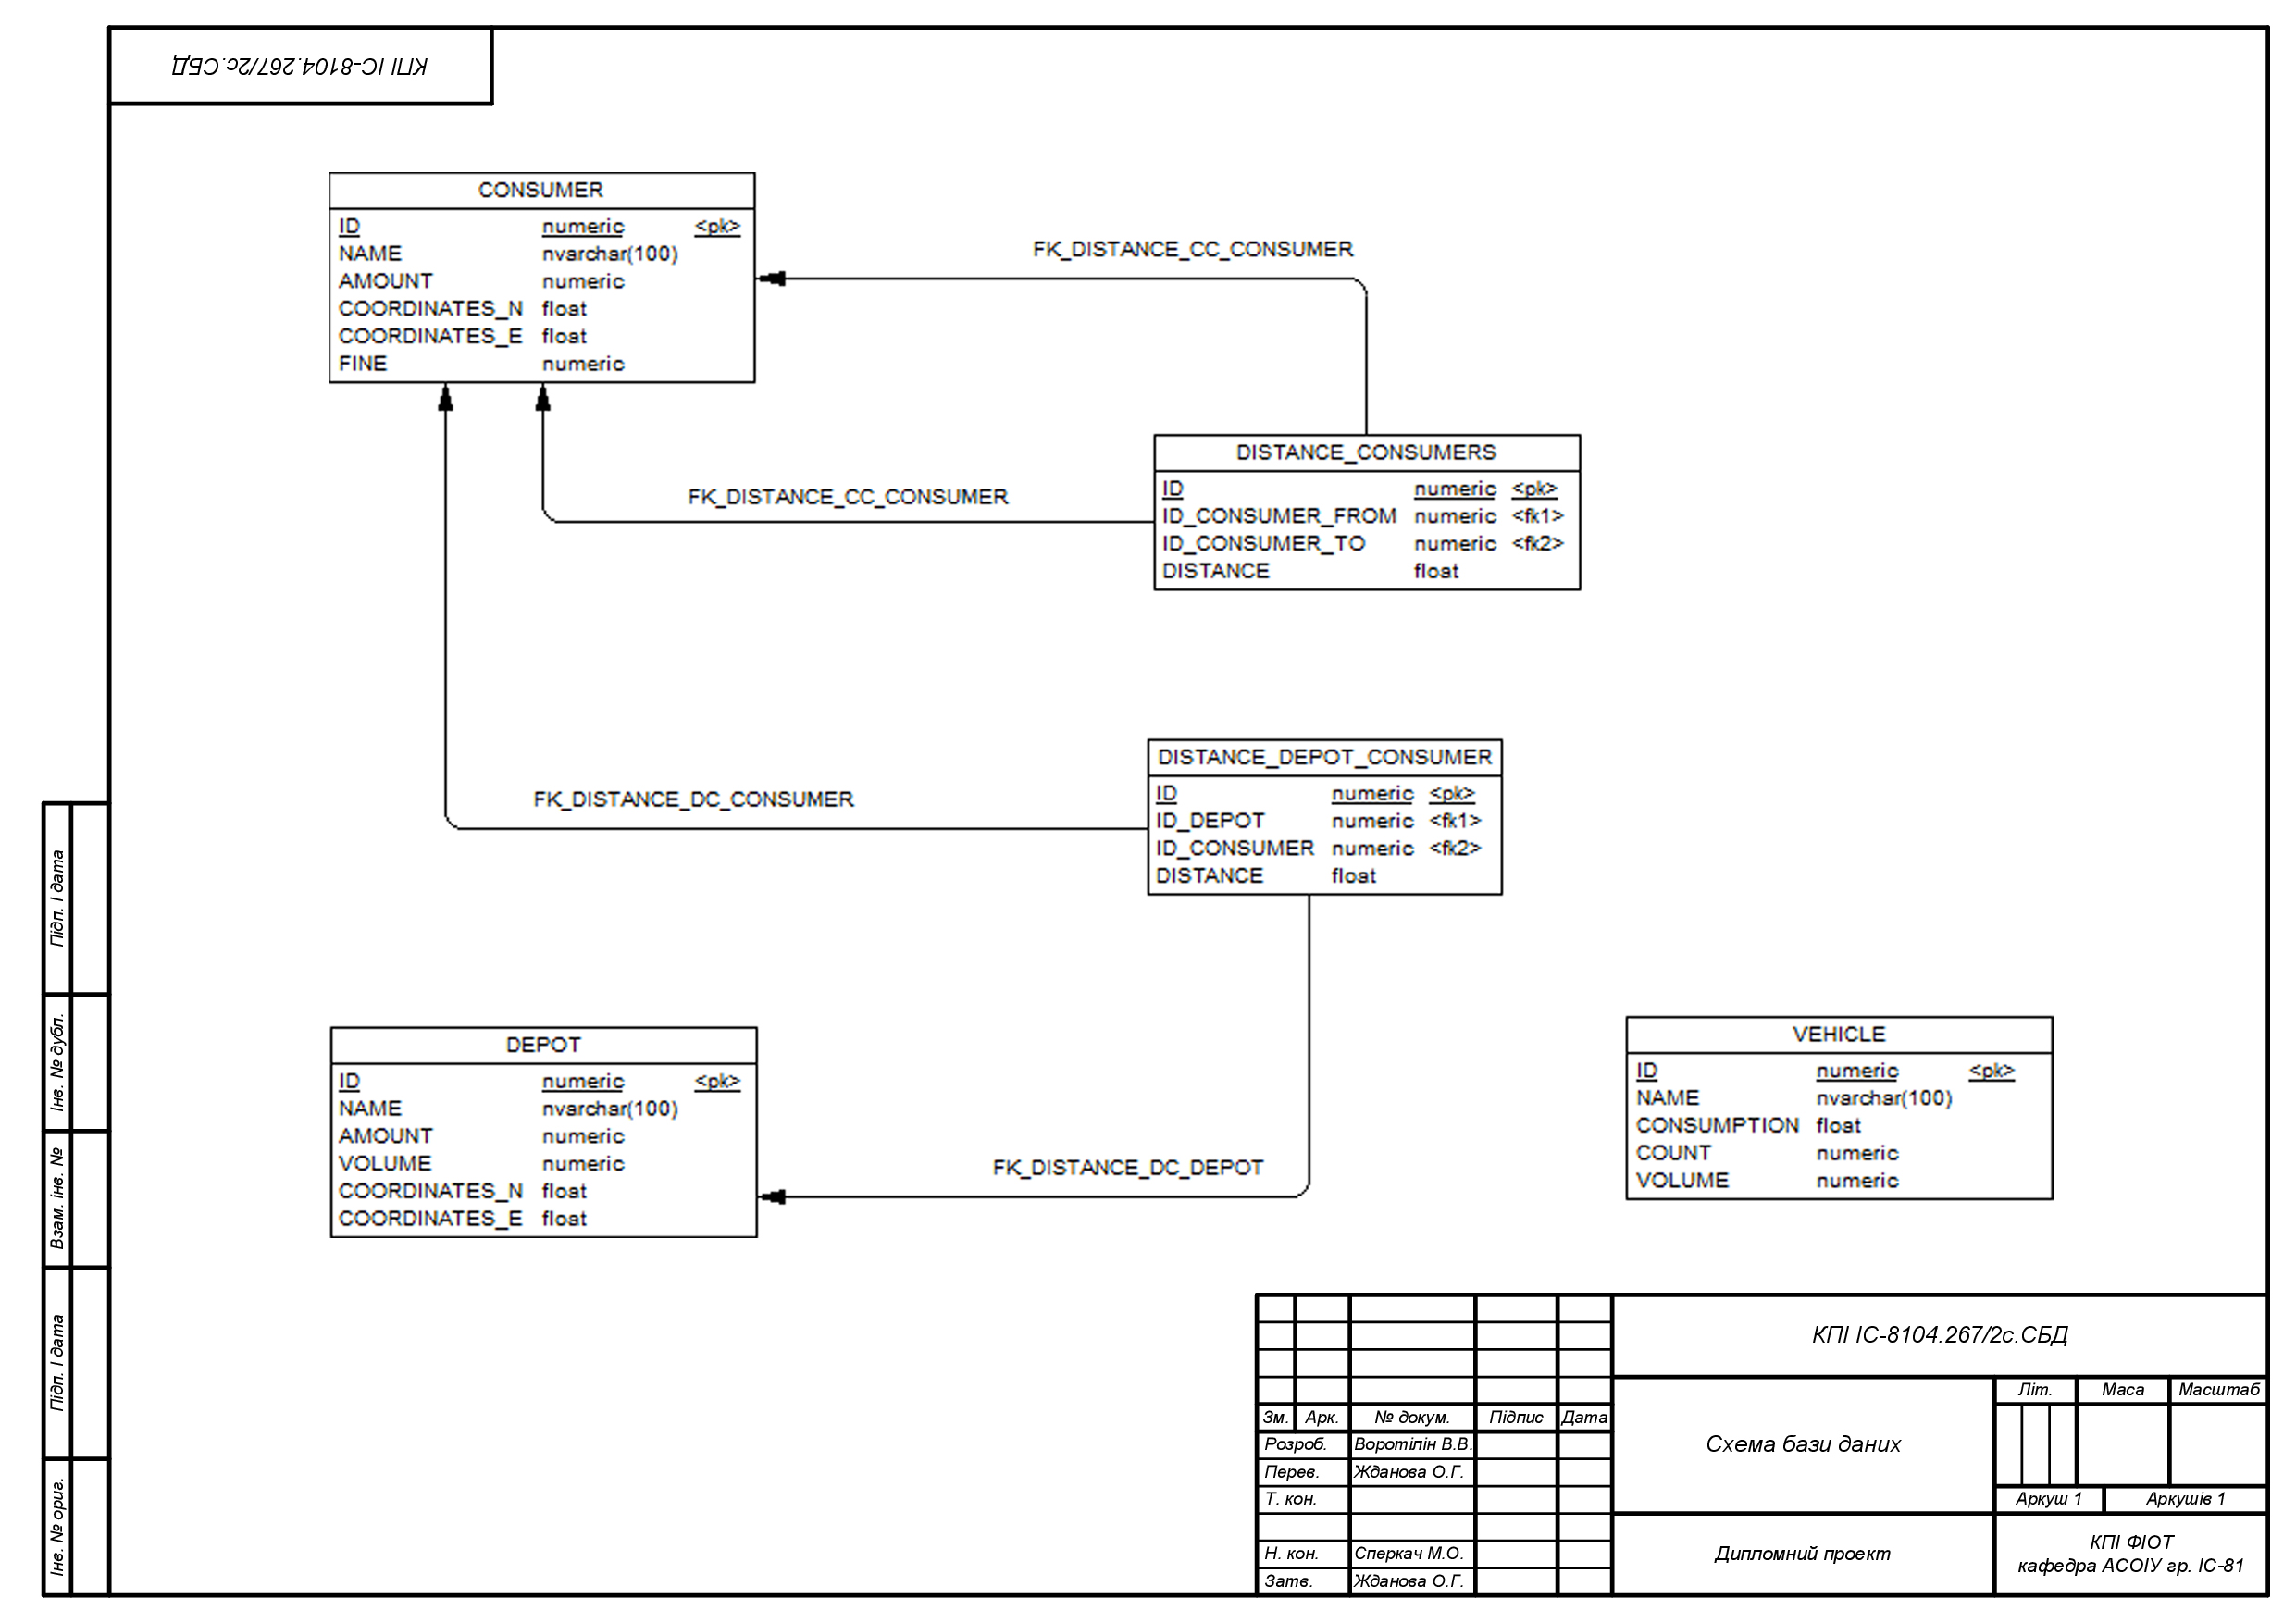 КПІ ІС-8104.267/2с.СБД
CONSUMER
ID numeric <pk>
NAME nvarchar(100)
AMOUNT numeric
COORDINATES_N float
COORDINATES_E float
FINE numeric
FK_DISTANCE_CC_CONSUMER
DISTANCE_CONSUMERS
ID numeric <pk>
ID_CONSUMER_FROM numeric <fk1>
ID_CONSUMER_TO numeric <fk2>
DISTANCE float
FK_DISTANCE_CC_CONSUMER
DISTANCE_DEPOT_CONSUMER
ID numeric <pk>
ID_DEPOT numeric <fk1>
ID_CONSUMER numeric <fk2>
DISTANCE float
FK_DISTANCE_DC_CONSUMER
DEPOT
ID numeric <pk>
NAME nvarchar(100)
AMOUNT numeric
VOLUME numeric
COORDINATES_N float
COORDINATES_E float
FK_DISTANCE_DC_DEPOT
VEHICLE
ID numeric <pk>
NAME nvarchar(100)
CONSUMPTION float
COUNT numeric
VOLUME numeric
Підп. І дата
Інв. № дубл.
Взам. інв. №
Підп. І дата
Інв. № ориг.
КПІ ІС-8104.267/2с.СБД
Літ. Маса Масштаб
Зм. Арк. № докум. Підпис Дата
Розроб. Воротілін В.В.
Схема бази даних
Перев. Жданова О.Г.
Т. кон.
Аркуш 1 Аркушів 1
Н. кон. Сперкач М.О.
Затв. Жданова О.Г.
Дипломний проект
КПІ ФІОТ
кафедра АСОІУ гр. ІС-81